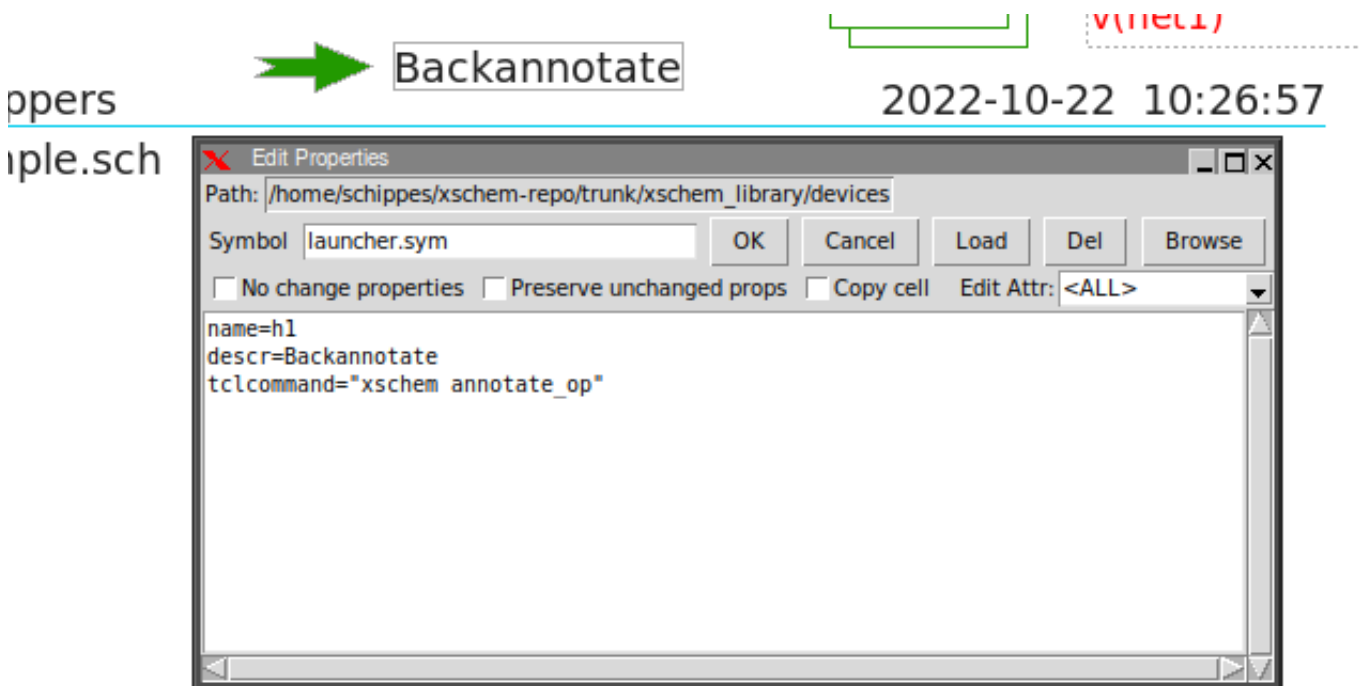 v(net1)
Backannotate
ppers
2022-10-22 10:26:57
ple.sch
Edit Properties
Path: /home/schippes/xschem-repo/trunk/xschem_library/devices
Symbol launcher.sym OK Cancel Load Del Browse
No change properties Preserve unchanged props Copy cell Edit Attr: <ALL>
name=h1
descr=Backannotate
tclcommand="xschem annotate_op"